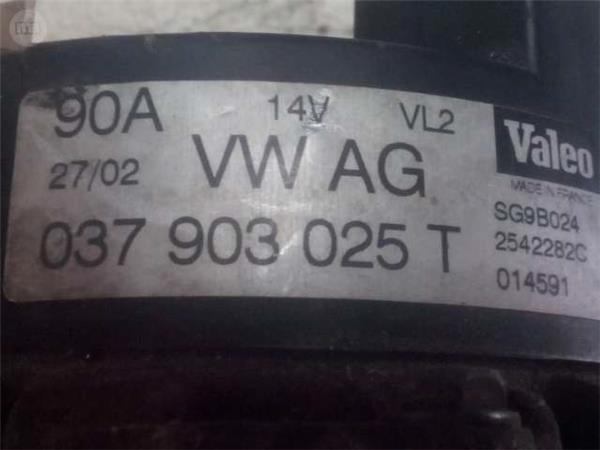 90A 14V VL2
27/02 VW AG
037 903 025 T
Valeo
MADE IN FRANCE
SG9B024
2542282C
014591